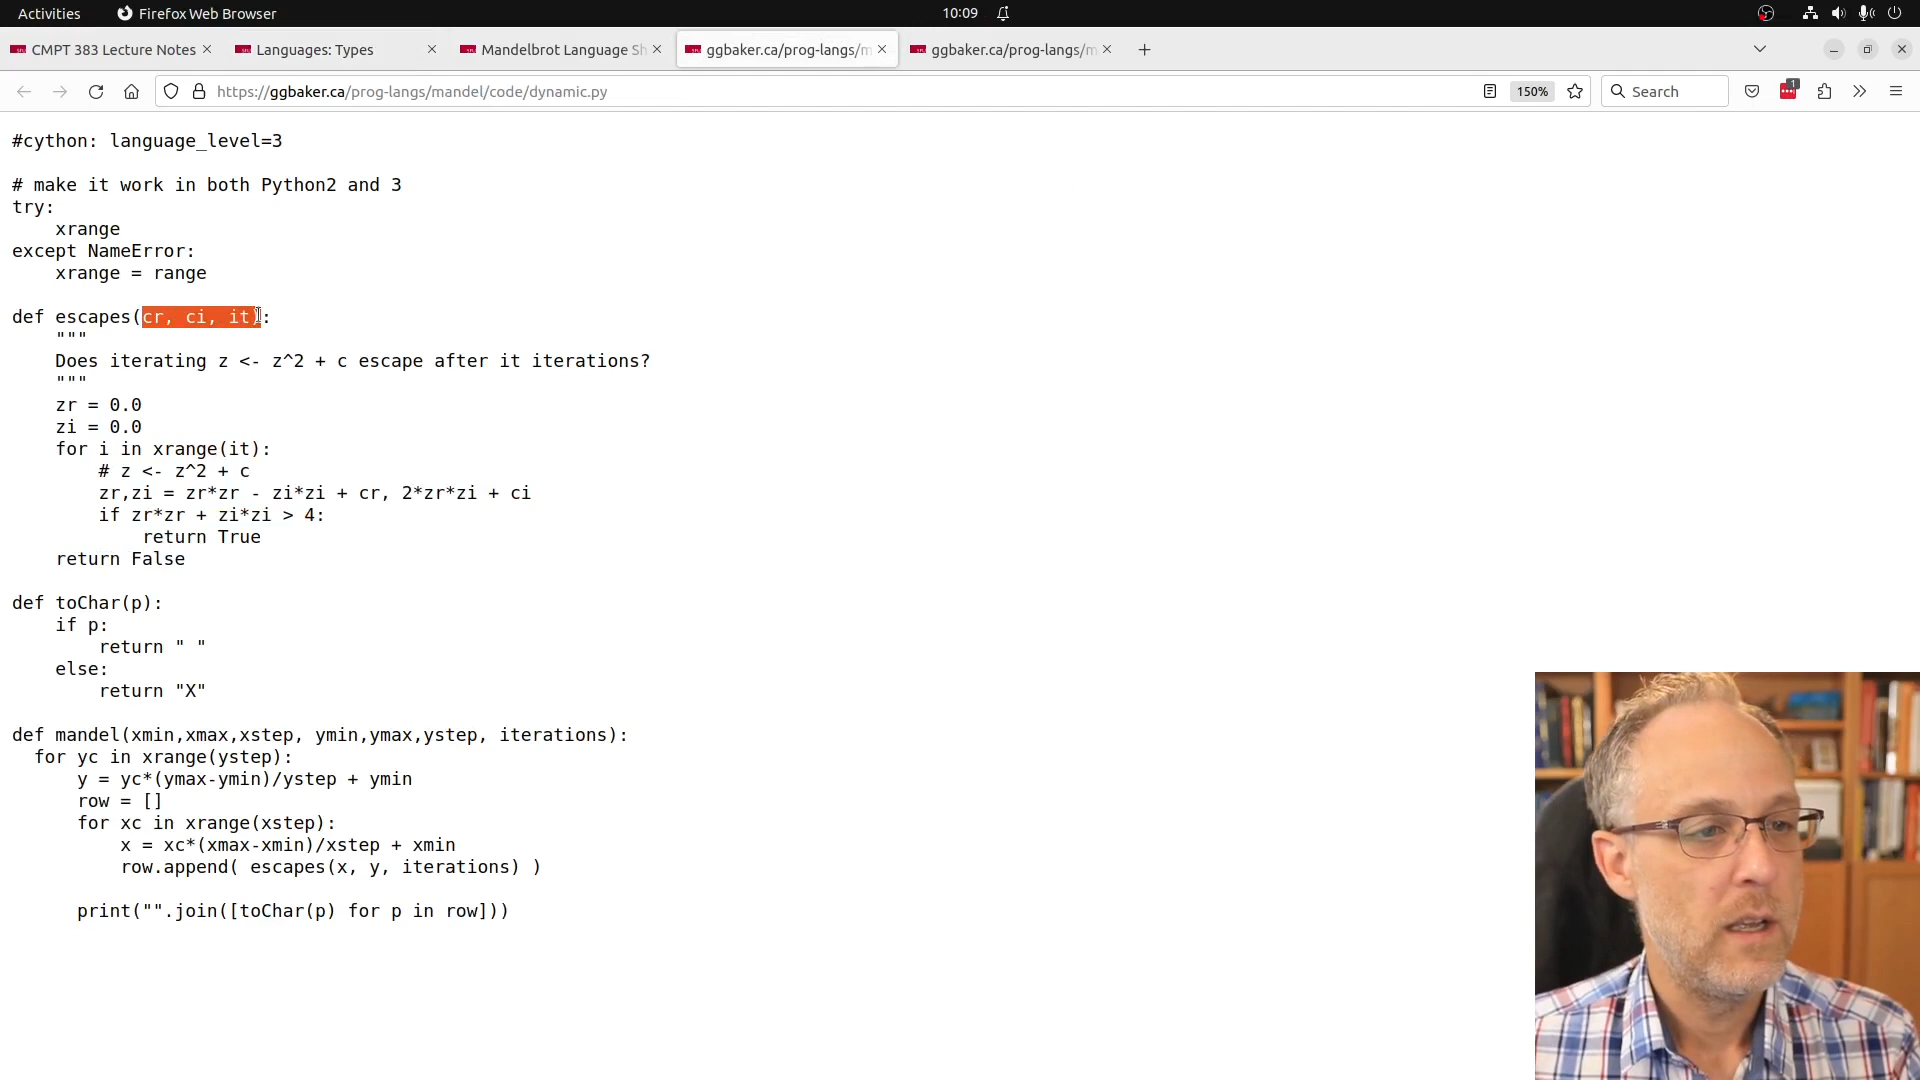 Activities
Firefox Web Browser
10:09
CMPT 383 Lecture Notes
Languages: Types
Mandelbrot Language Sh
ggbaker.ca/prog-langs/m
ggbaker.ca/prog-langs/m
https://ggbaker.ca/prog-langs/mandel/code/dynamic.py
150%
Search
1
#cython: language_level=3
# make it work in both Python2 and 3
try:
    xrange
except NameError:
    xrange = range
def escapes(cr, ci, it):
    """
    Does iterating z <- z^2 + c escape after it iterations?
    """
    zr = 0.0
    zi = 0.0
    for i in xrange(it):
        # z <- z^2 + c
        zr,zi = zr*zr - zi*zi + cr, 2*zr*zi + ci
        if zr*zr + zi*zi > 4:
            return True
    return False
def toChar(p):
    if p:
        return " "
    else:
        return "X"
def mandel(xmin,xmax,xstep, ymin,ymax,ystep, iterations):
  for yc in xrange(ystep):
      y = yc*(ymax-ymin)/ystep + ymin
      row = []
      for xc in xrange(xstep):
          x = xc*(xmax-xmin)/xstep + xmin
          row.append( escapes(x, y, iterations) )
      print("".join([toChar(p) for p in row]))